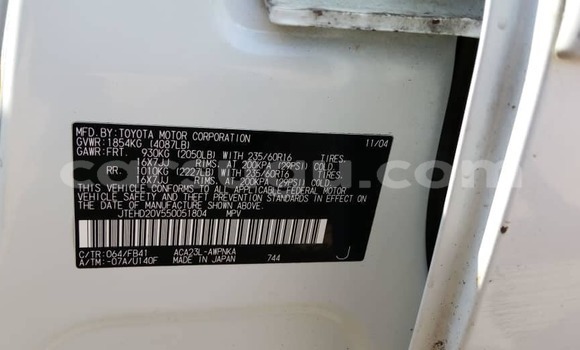 MFD.BY:TOYOTA MOTOR CORPORATION 11/04
GVWR:1854KG (4087LB)
GAWR:FRT. 930KG (2050LB) WITH 235/60R16 TIRES,
16X7JJ RIMS, AT 200KPA (29PSI) COLD
RR. 1010KG (2227LB) WITH 235/60R16 TIRES,
16X7JJ RIMS, AT 200KPA (29PSI) COLD
THIS VEHICLE CONFORMS TO ALL APPLICABLE FEDERAL MOTOR
VEHICLE SAFETY AND THEFT PREVENTION STANDARDS IN
EFFECT ON THE DATE OF MANUFACTURE SHOWN ABOVE.
JTEHD20V550051804 MPV
C/TR:064/FB41 ACA23L-AWPNKA
A/TM:-07A/U140F MADE IN JAPAN 744 J